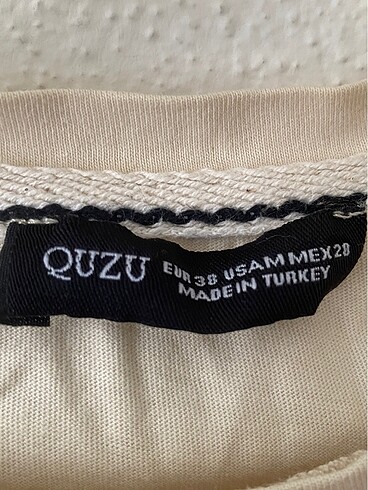 QUZU
EUR 38 USA M MEX 28
MADE IN TURKEY